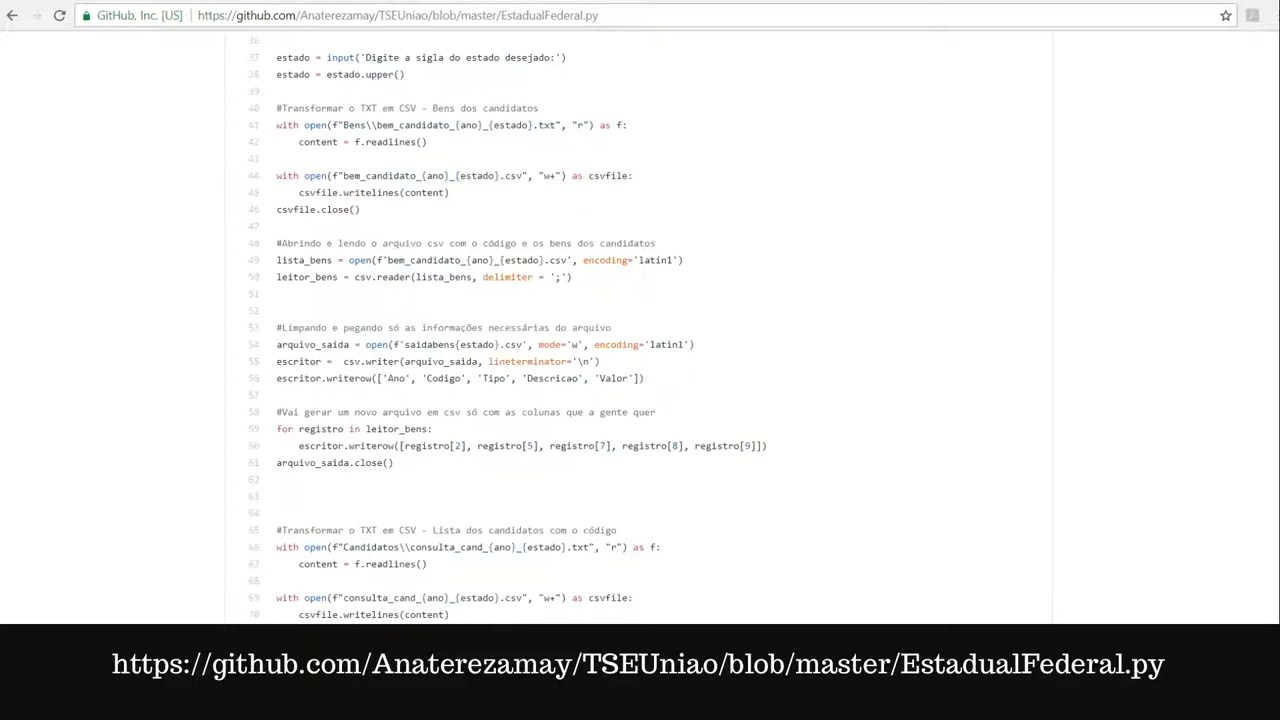 GitHub, Inc. [US] https://github.com/Anaterezamay/TSEUniao/blob/master/EstadualFederal.py
36
37 estado = input('Digite a sigla do estado desejado:')
38 estado = estado.upper()
39
40 #Transformar o TXT em CSV - Bens dos candidatos
41 with open(f"Bens\\bem_candidato_{ano}_{estado}.txt", "r") as f:
42 content = f.readlines()
43
44 with open(f"bem_candidato_{ano}_{estado}.csv", "w+") as csvfile:
45 csvfile.writelines(content)
46 csvfile.close()
47
48 #Abrindo e lendo o arquivo csv com o código e os bens dos candidatos
49 lista_bens = open(f'bem_candidato_{ano}_{estado}.csv', encoding='latin1')
50 leitor_bens = csv.reader(lista_bens, delimiter = ';')
51
52
53 #Limpando e pegando só as informações necessárias do arquivo
54 arquivo_saida = open(f'saidabens{estado}.csv', mode='w', encoding='latin1')
55 escritor = csv.writer(arquivo_saida, lineterminator='\n')
56 escritor.writerow(['Ano', 'Codigo', 'Tipo', 'Descricao', 'Valor'])
57
58 #Vai gerar um novo arquivo em csv só com as colunas que a gente quer
59 for registro in leitor_bens:
60 escritor.writerow([registro[2], registro[5], registro[7], registro[8], registro[9]])
61 arquivo_saida.close()
62
63
64
65 #Transformar o TXT em CSV - Lista dos candidatos com o código
66 with open(f"Candidatos\\consulta_cand_{ano}_{estado}.txt", "r") as f:
67 content = f.readlines()
68
69 with open(f"consulta_cand_{ano}_{estado}.csv", "w+") as csvfile:
70 csvfile.writelines(content)
https://github.com/Anaterezamay/TSEUniao/blob/master/EstadualFederal.py